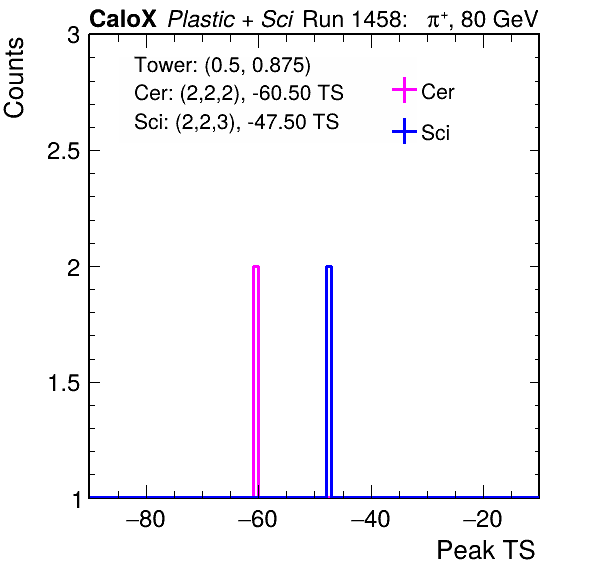 CaloX Plastic + Sci Run 1458: π⁺, 80 GeV
Counts
Tower: (0.5, 0.875)
Cer: (2,2,2), -60.50 TS
Sci: (2,2,3), -47.50 TS
Cer
Sci
3
2.5
2
1.5
1
−80 −60 −40 −20
Peak TS